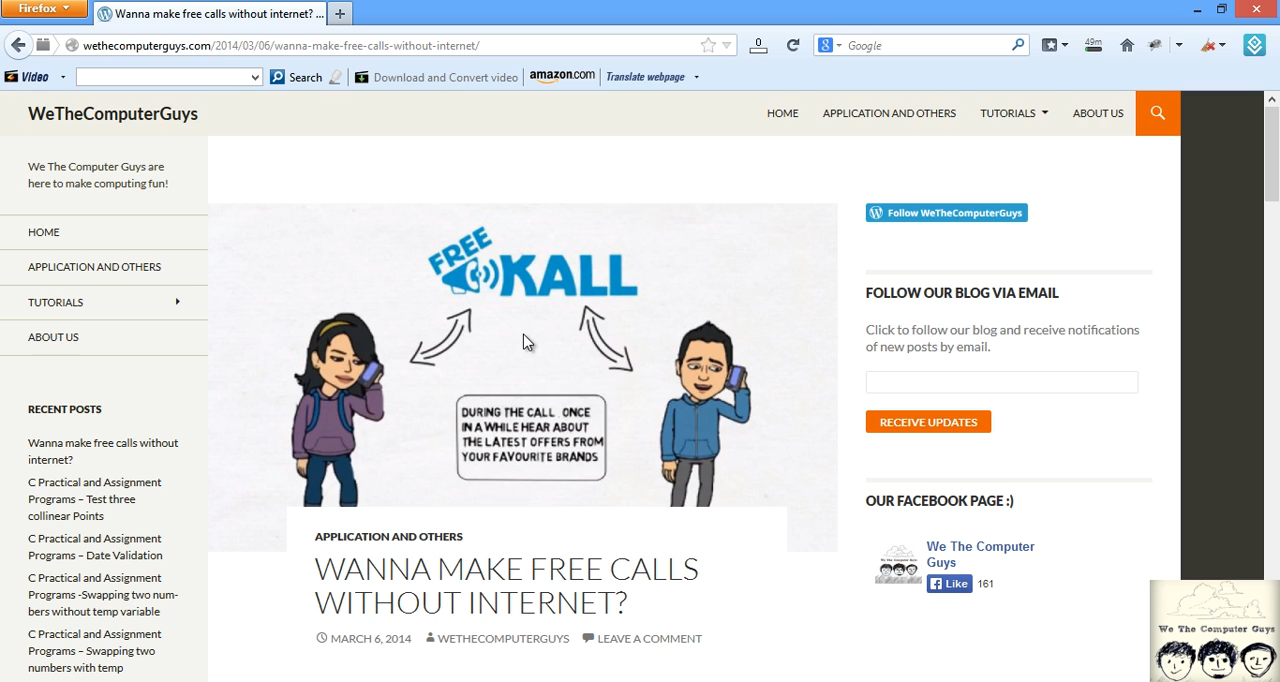 Firefox
Wanna make free calls without internet? ...
wethecomputerguys.com/2014/03/06/wanna-make-free-calls-without-internet/
0
Google
49m
Video
Search
Download and Convert video
amazon.com
Translate webpage
WeTheComputerGuys
HOME
APPLICATION AND OTHERS
TUTORIALS
ABOUT US
We The Computer Guys are
here to make computing fun!
HOME
APPLICATION AND OTHERS
TUTORIALS
ABOUT US
RECENT POSTS
Wanna make free calls without
internet?
C Practical and Assignment
Programs – Test three
collinear Points
C Practical and Assignment
Programs – Date Validation
C Practical and Assignment
Programs -Swapping two num-
bers without temp variable
C Practical and Assignment
Programs – Swapping two
numbers with temp
FREE
KALL
DURING THE CALL . ONCE
IN A WHILE HEAR ABOUT
THE LATEST OFFERS FROM
YOUR FAVOURITE BRANDS
APPLICATION AND OTHERS
WANNA MAKE FREE CALLS
WITHOUT INTERNET?
MARCH 6, 2014
WETHECOMPUTERGUYS
LEAVE A COMMENT
Follow WeTheComputerGuys
FOLLOW OUR BLOG VIA EMAIL
Click to follow our blog and receive notifications
of new posts by email.
RECEIVE UPDATES
OUR FACEBOOK PAGE :)
We The Computer
Guys
Like
161
We The Computer Guys